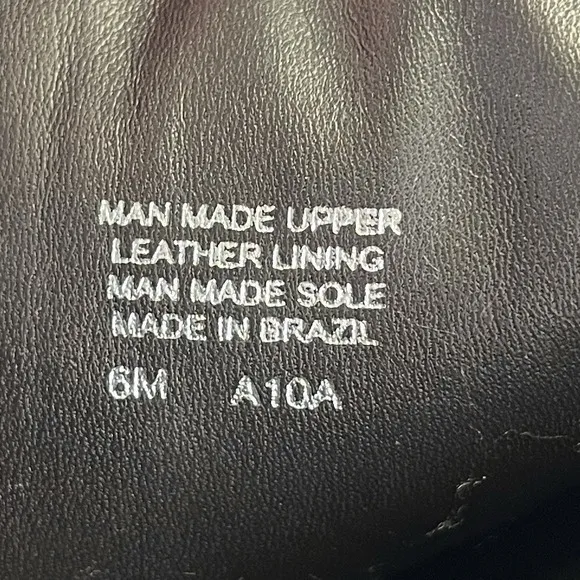 MAN MADE UPPER
LEATHER LINING
MAN MADE SOLE
MADE IN BRAZIL
6M A10A